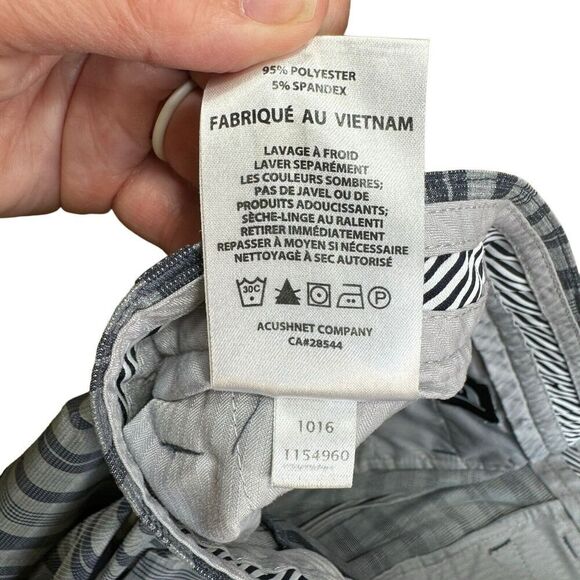 95% POLYESTER
5% SPANDEX
FABRIQUÉ AU VIETNAM
LAVAGE À FROID
LAVER SEPARÉMENT
LES COULEURS SOMBRES;
PAS DE JAVEL OU DE
PRODUITS ADOUCISSANTS;
SÈCHE-LINGE AU RALENTI
RETIRER IMMÉDIATEMENT
REPASSER À MOYEN SI NÉCESSAIRE
NETTOYAGE À SEC AUTORISÉ
30C P
ACUSHNET COMPANY
CA#28544
1016
1154960